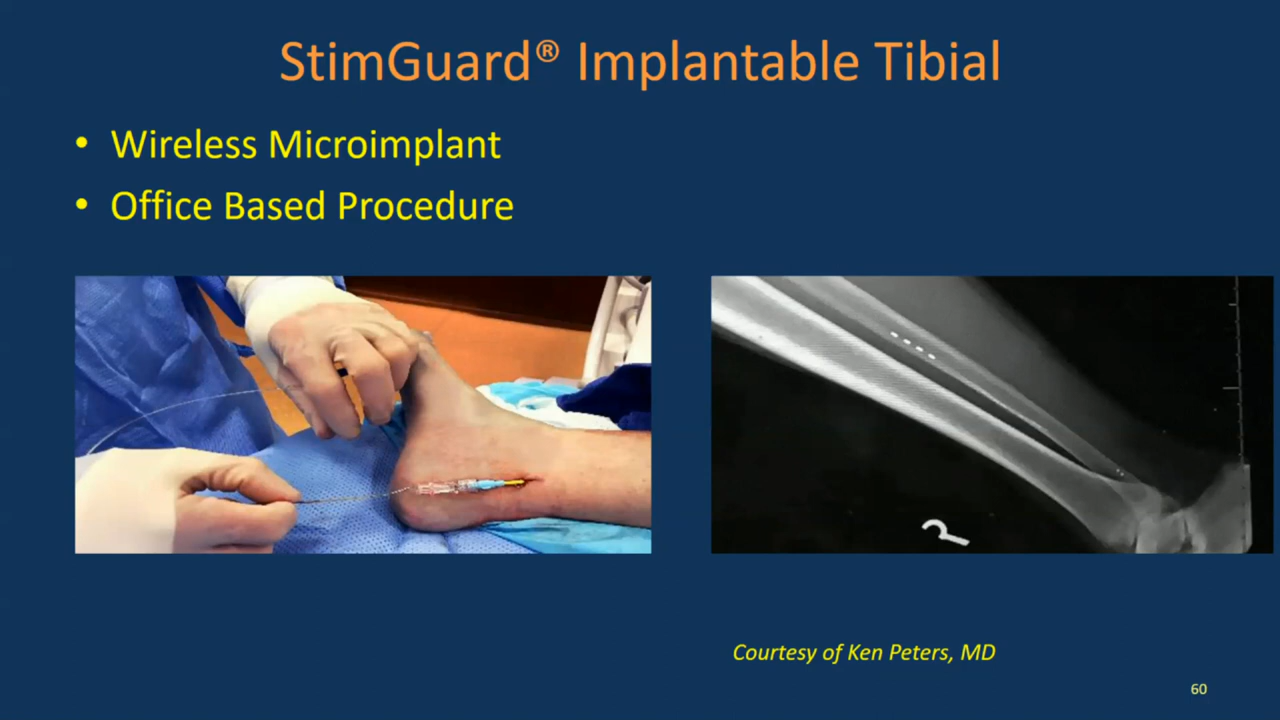 StimGuard® Implantable Tibial
• Wireless Microimplant
• Office Based Procedure
Courtesy of Ken Peters, MD
60